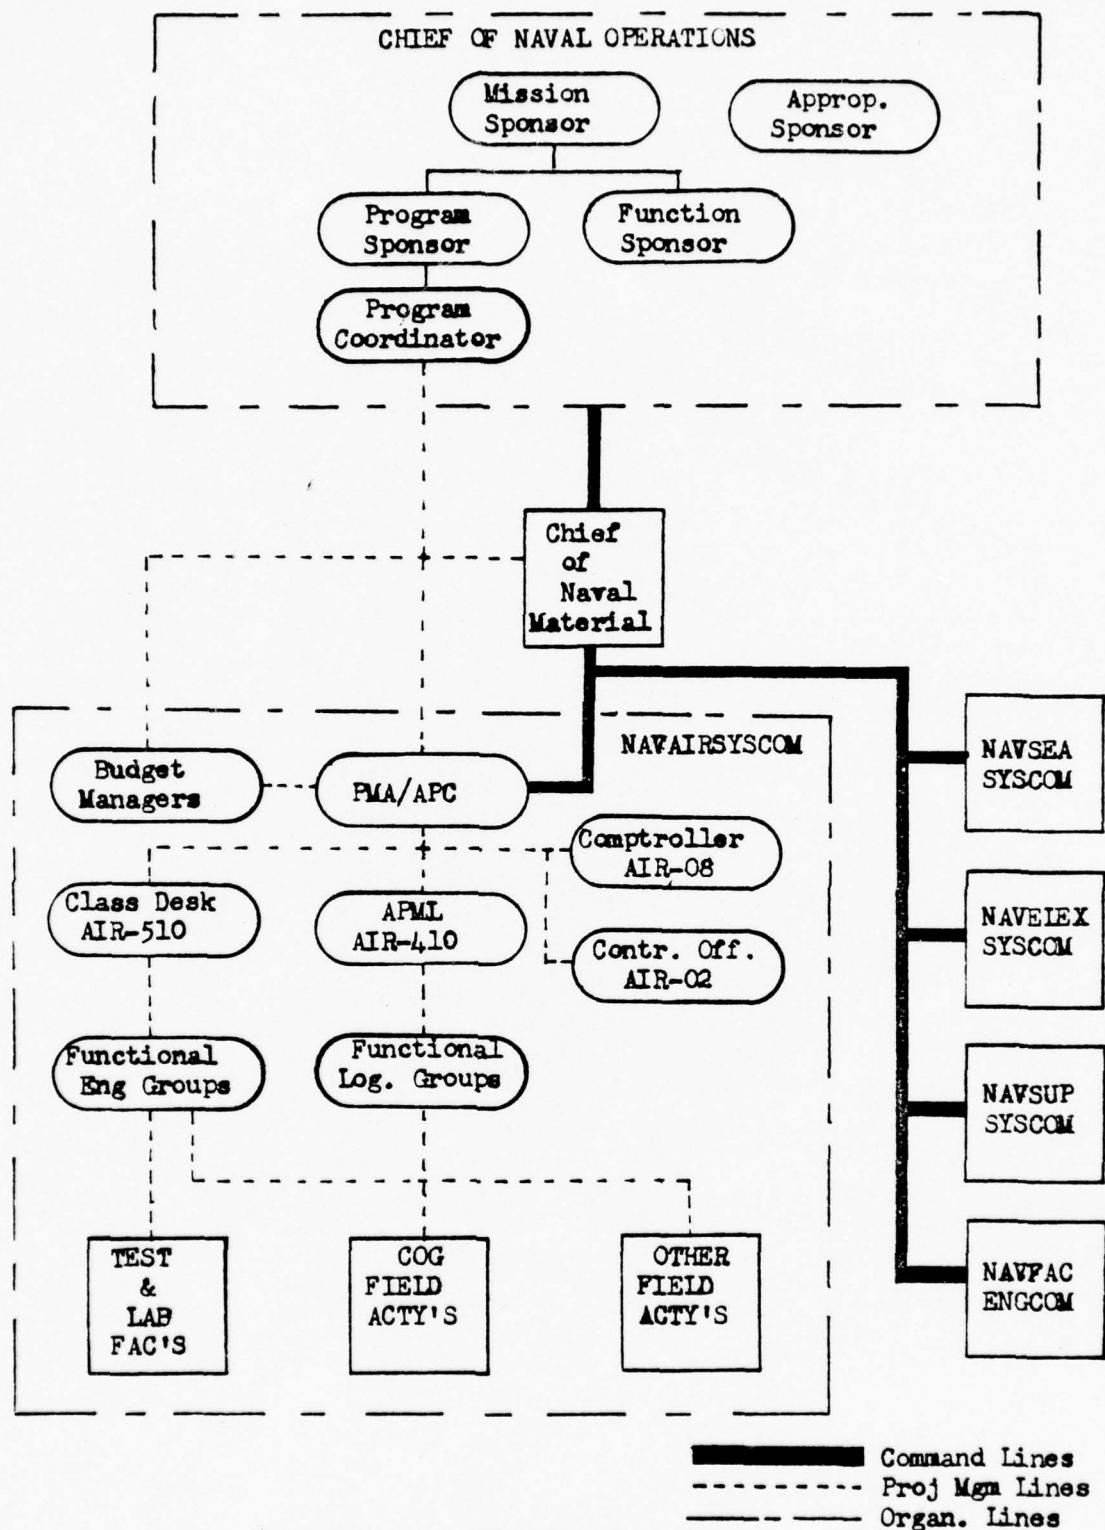 CHIEF OF NAVAL OPERATIONS
Mission
Sponsor
Approp.
Sponsor
Program
Sponsor
Function
Sponsor
Program
Coordinator
Chief
of
Naval
Material
NAVAIRSYSCOM
Budget
Managers
PMA/APC
Comptroller
AIR-08
Class Desk
AIR-510
APML
AIR-410
Contr. Off.
AIR-02
Functional
Eng Groups
Functional
Log. Groups
TEST
&
LAB
FAC'S
COG
FIELD
ACTY'S
OTHER
FIELD
ACTY'S
NAVSEA
SYSCOM
NAVELEX
SYSCOM
NAVSUP
SYSCOM
NAVFAC
ENGCOM
Command Lines
Proj Mgm Lines
Organ. Lines